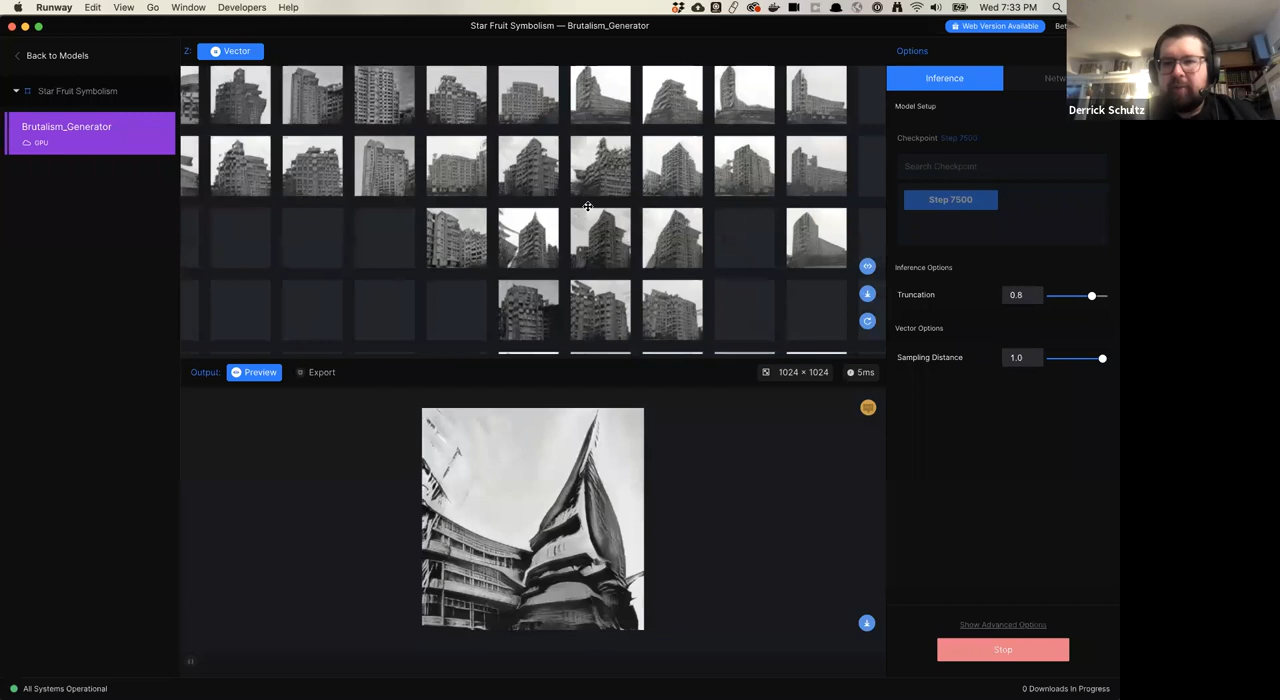 Runway Edit View Go Window Developers Help
Wed 7:33 PM
Star Fruit Symbolism — Brutalism_Generator
Web Version Available
Back to Models
Z: Vector
Options
Star Fruit Symbolism
Inference
Brutalism_Generator
GPU
Model Setup
Derrick Schultz
Checkpoint Step 7500
Search Checkpoint
Step 7500
Inference Options
Truncation 0.8
Vector Options
Sampling Distance 1.0
Output: Preview Export
1024 × 1024
5ms
Show Advanced Options
Stop
All Systems Operational
0 Downloads In Progress